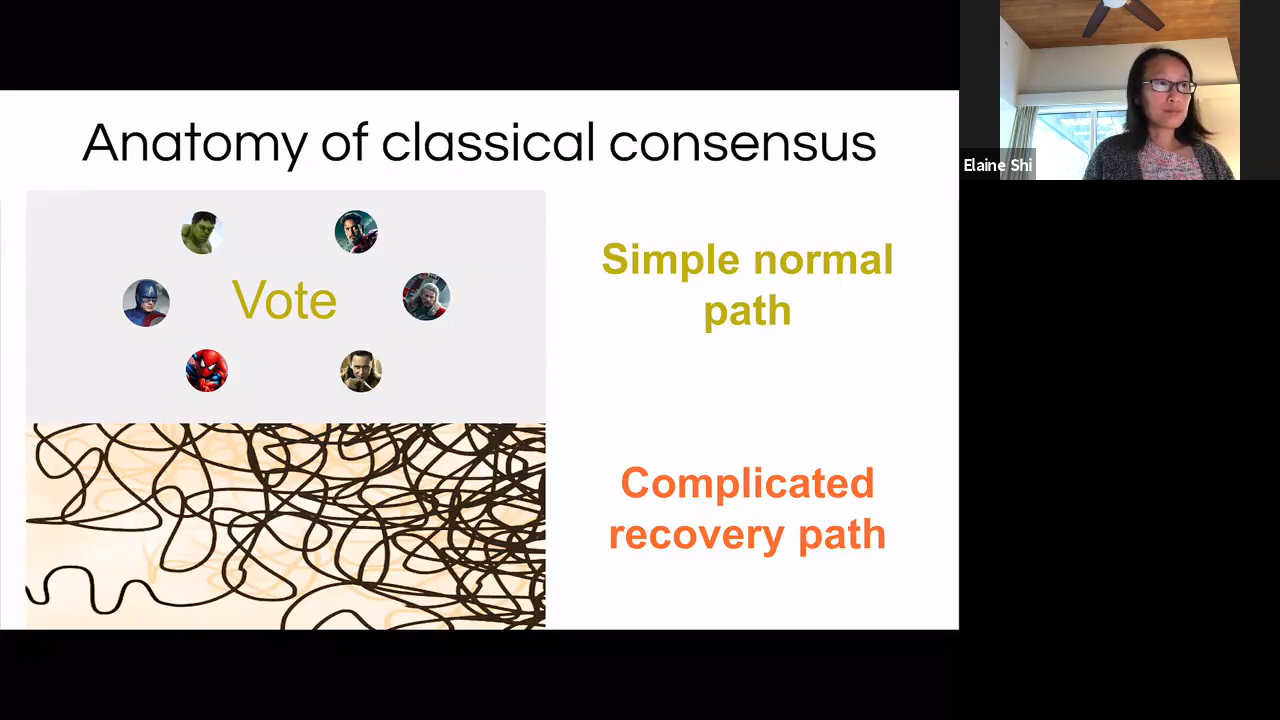 Anatomy of classical consensus
Vote
Simple normal
path
Complicated
recovery path
Elaine Shi